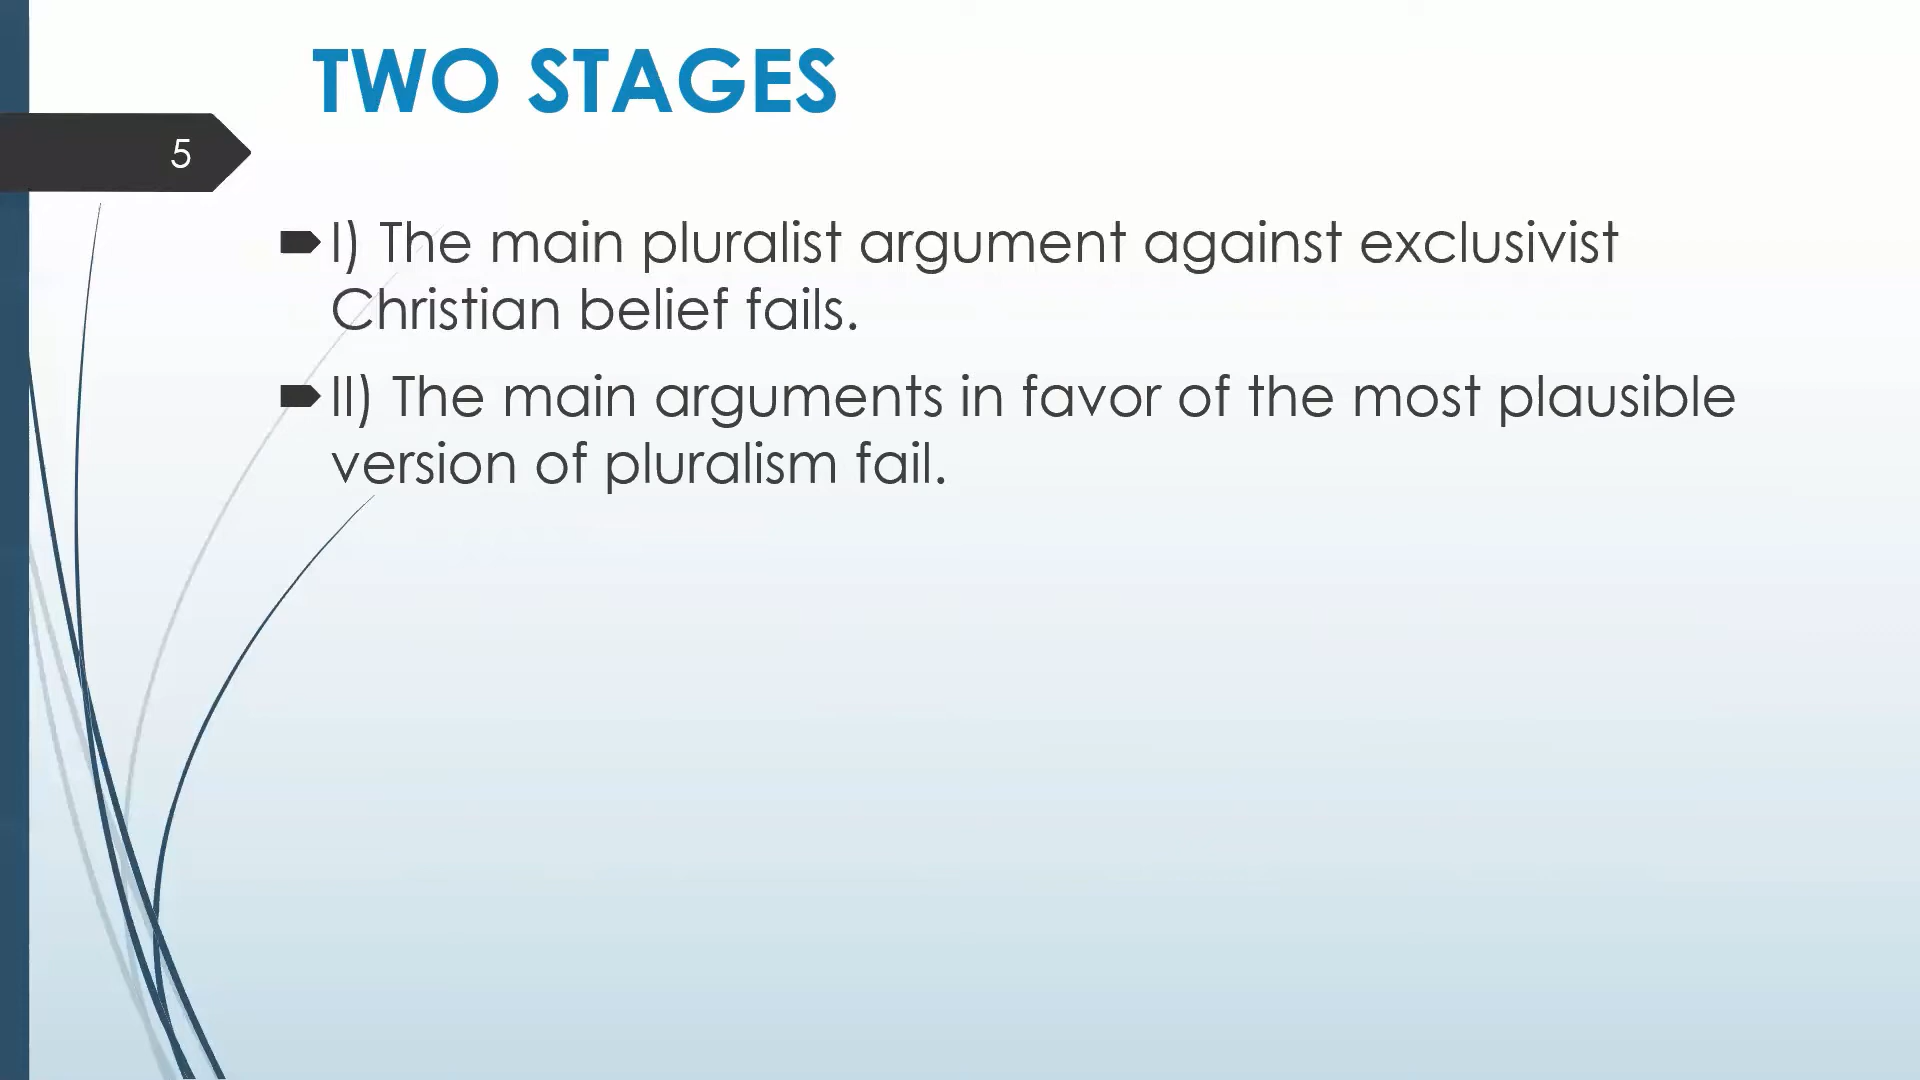 TWO STAGES
5
I) The main pluralist argument against exclusivist
Christian belief fails.
II) The main arguments in favor of the most plausible
version of pluralism fail.